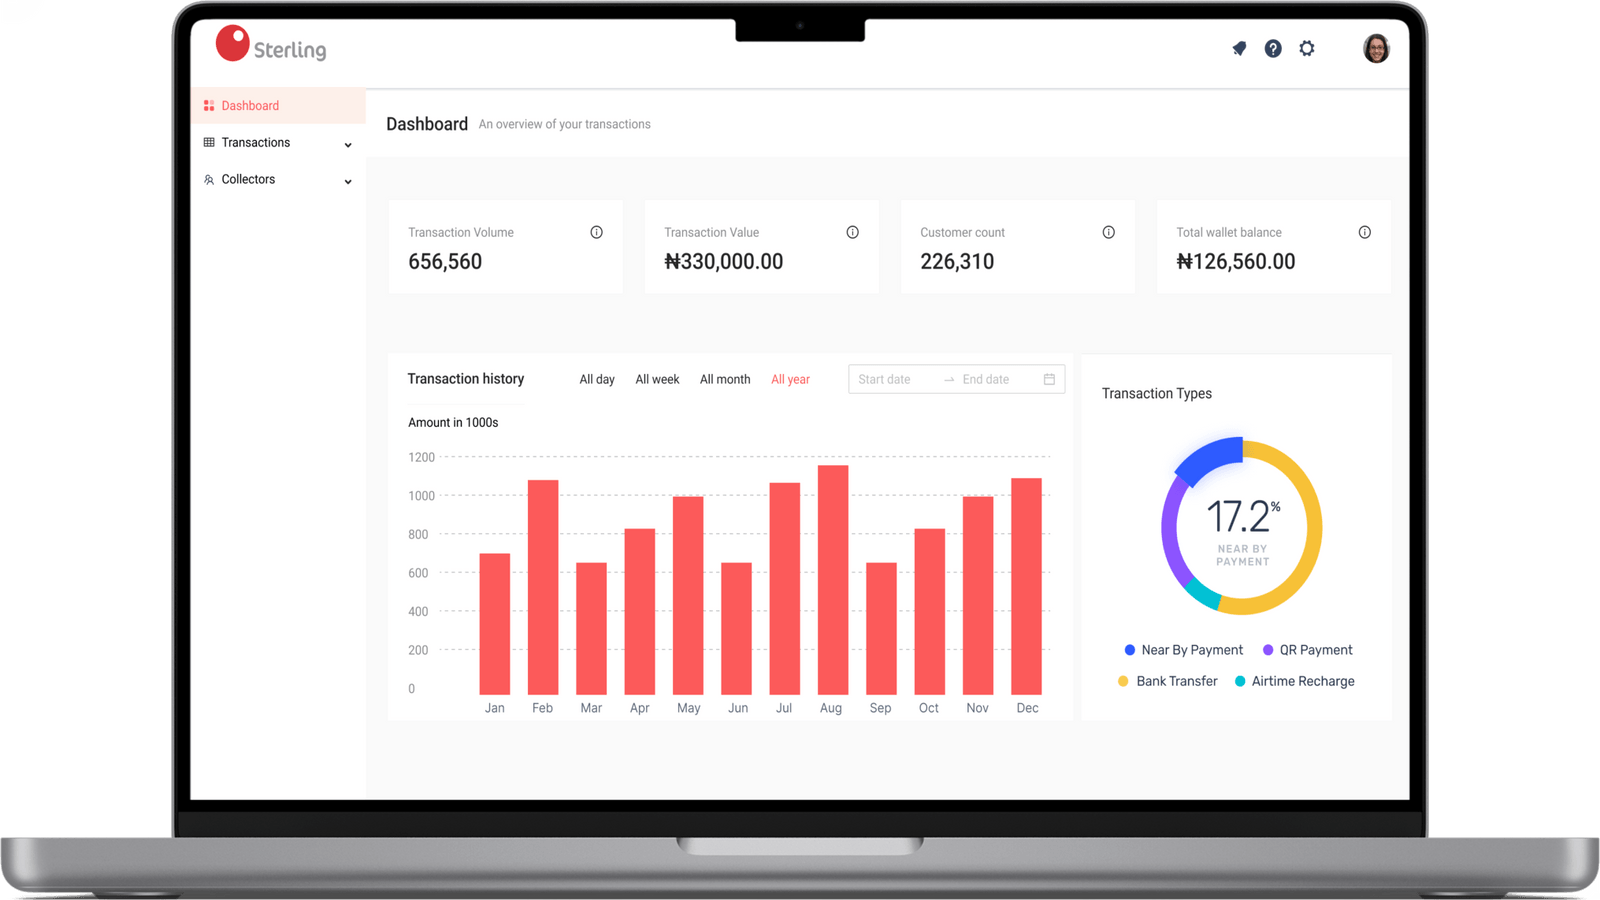 Sterling
Dashboard
Transactions
Collectors
Dashboard An overview of your transactions
Transaction Volume
656,560
Transaction Value
₦330,000.00
Customer count
226,310
Total wallet balance
₦126,560.00
Transaction history All day All week All month All year Start date → End date
Amount in 1000s
1200
1000
800
600
400
200
0
Jan Feb Mar Apr May Jun Jul Aug Sep Oct Nov Dec
Transaction Types
17.2%
NEAR BY
PAYMENT
Near By Payment QR Payment
Bank Transfer Airtime Recharge